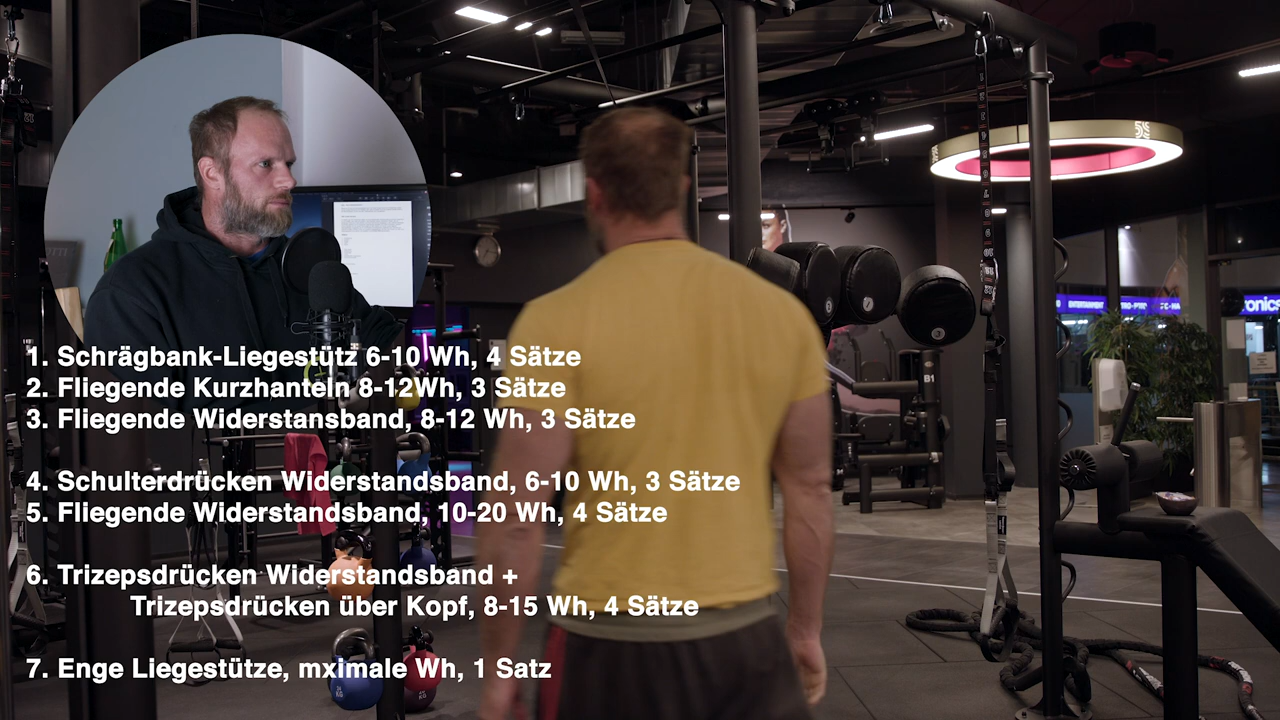 1. Schrägbank-Liegestütz 6-10 Wh, 4 Sätze
2. Fliegende Kurzhanteln 8-12Wh, 3 Sätze
3. Fliegende Widerstansband, 8-12 Wh, 3 Sätze
4. Schulterdrücken Widerstandsband, 6-10 Wh, 3 Sätze
5. Fliegende Widerstandsband, 10-20 Wh, 4 Sätze
6. Trizepsdrücken Widerstandsband +
Trizepsdrücken über Kopf, 8-15 Wh, 4 Sätze
7. Enge Liegestütze, mximale Wh, 1 Satz
ENTERTAINMENT
B1